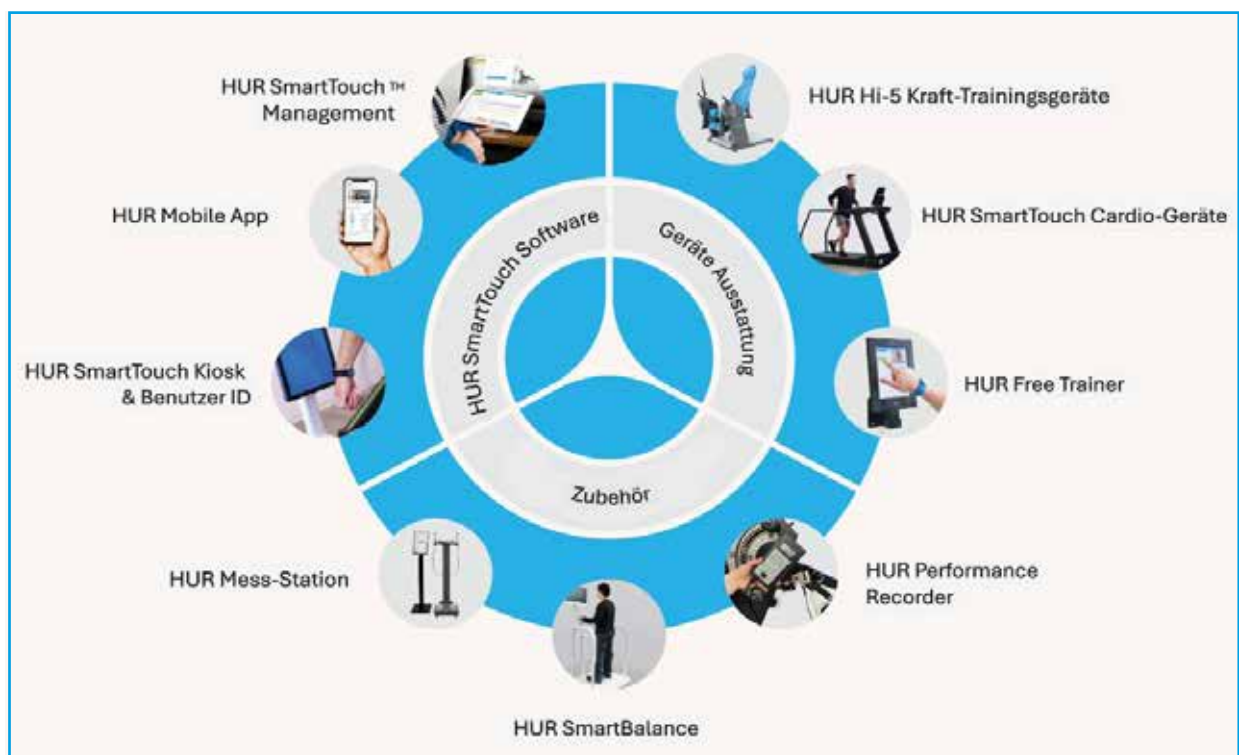 HUR SmartTouch™
Management
HUR Hi-5 Kraft-Trainingsgeräte
HUR Mobile App
HUR SmartTouch Cardio-Geräte
HUR SmartTouch Software
Geräte Ausstattung
HUR SmartTouch Kiosk
& Benutzer ID
HUR Free Trainer
Zubehör
HUR Mess-Station
HUR Performance
Recorder
HUR SmartBalance